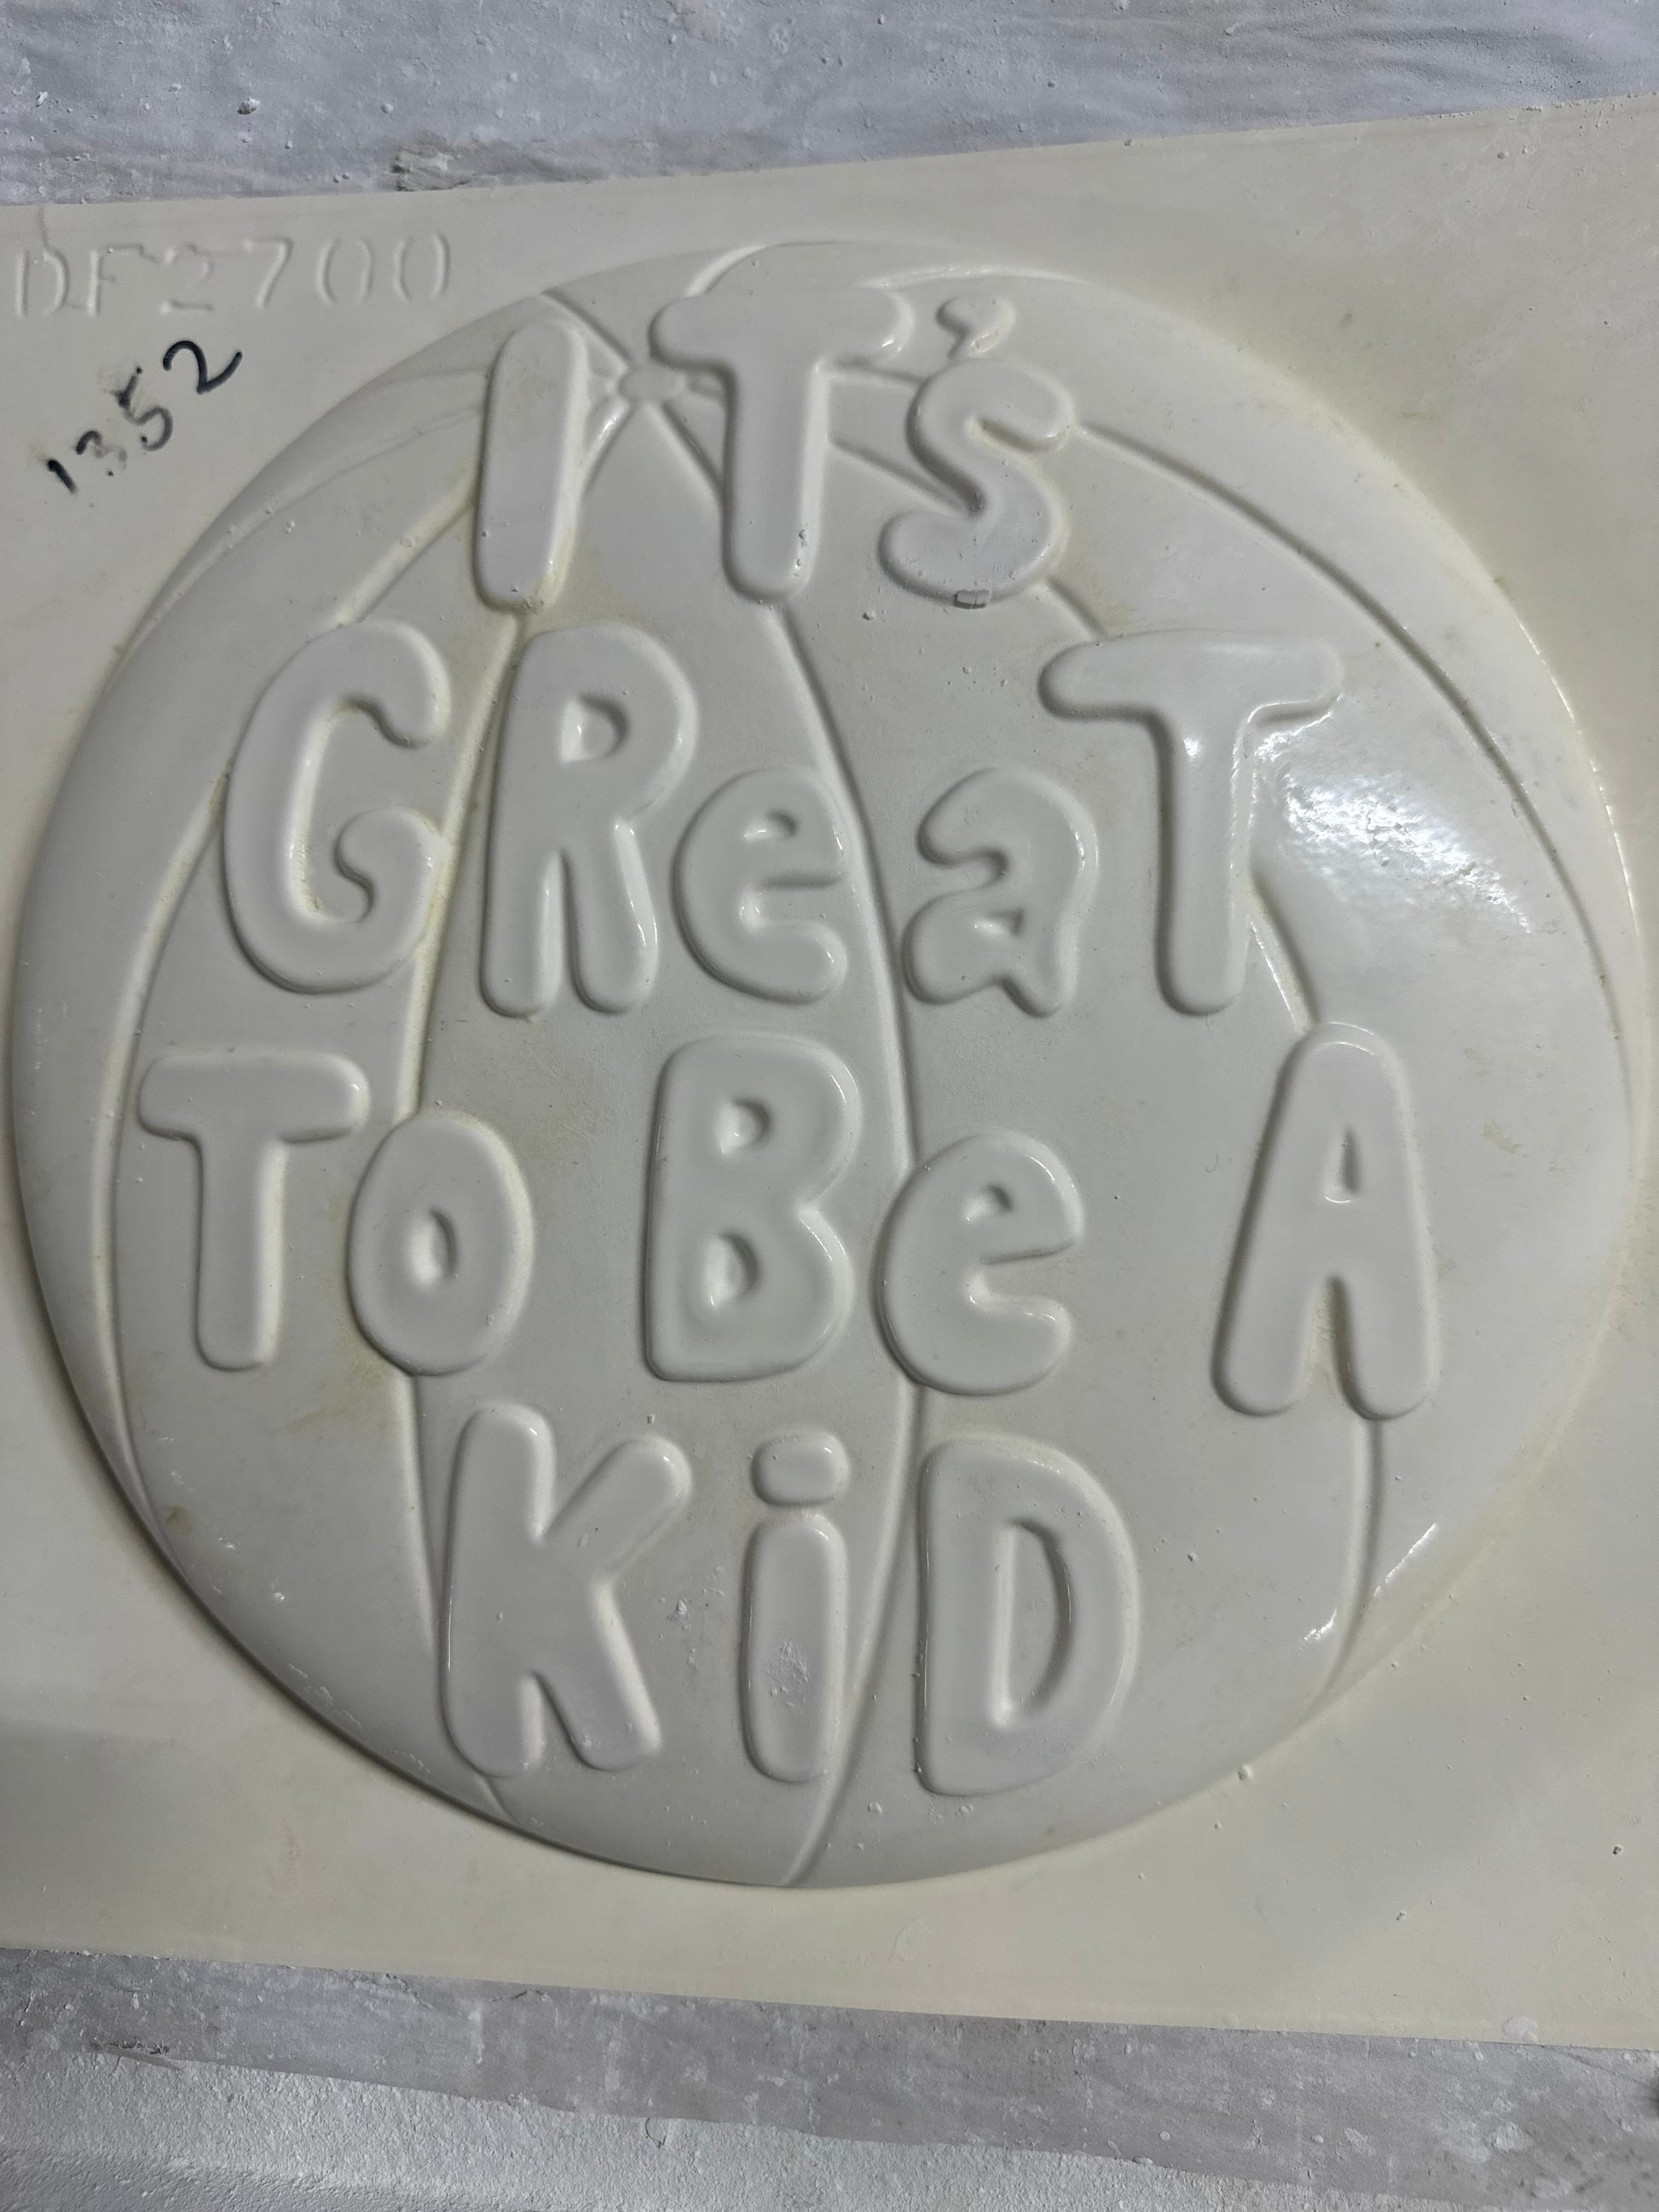 DF2700
1352
IT's
GReaT
To Be A
KiD